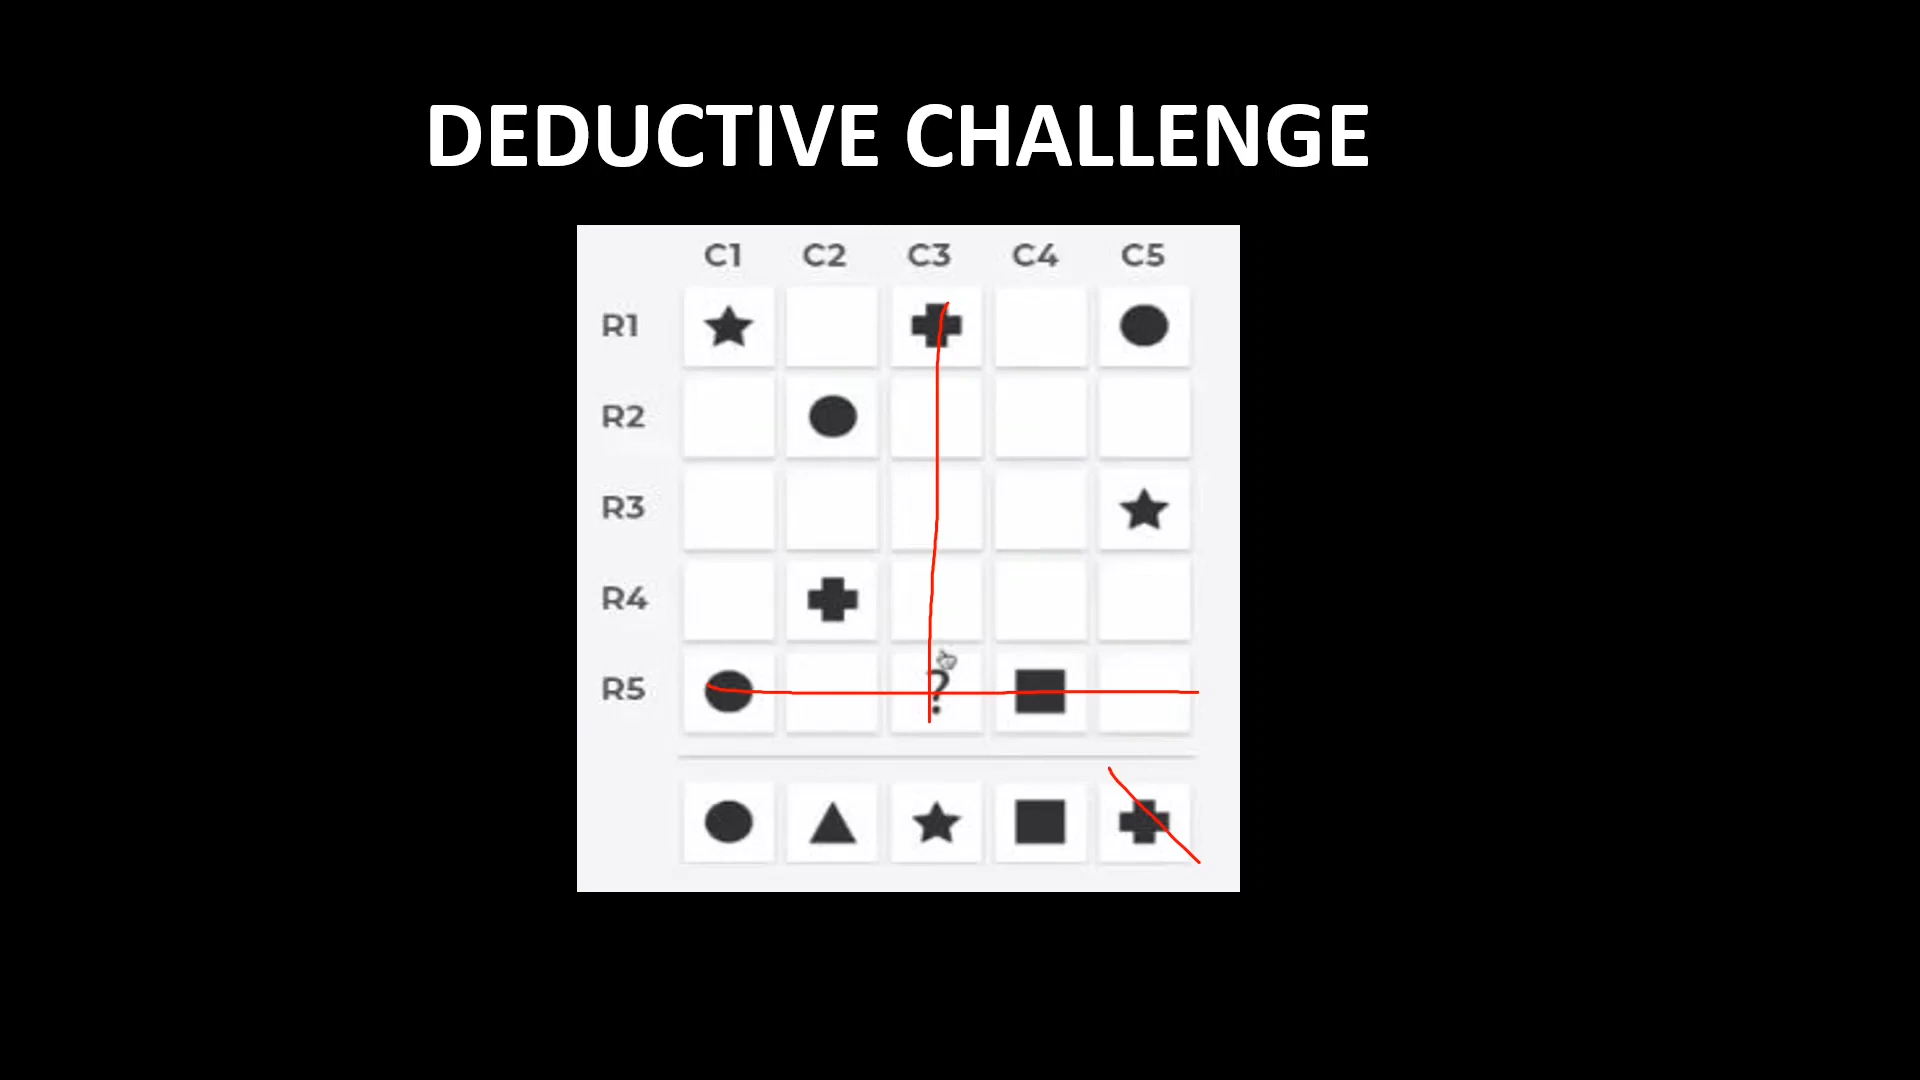 DEDUCTIVE CHALLENGE
C1 C2 C3 C4 C5
R1
R2
R3
R4
R5 ?